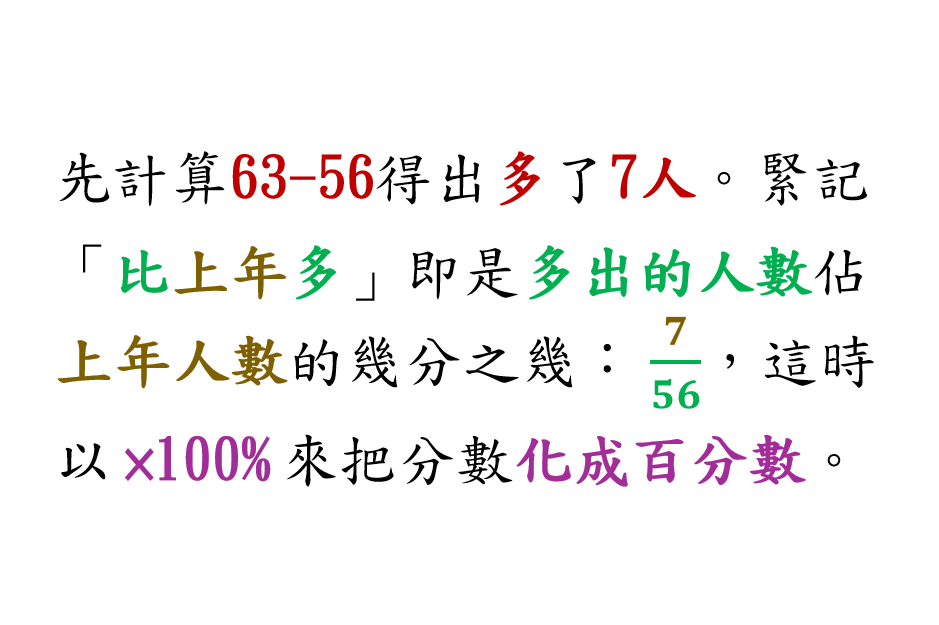 先計算63-56得出多了7人。緊記
「比上年多」即是多出的人數佔
上年人數的幾分之幾：7/56，這時
以×100%來把分數化成百分數。